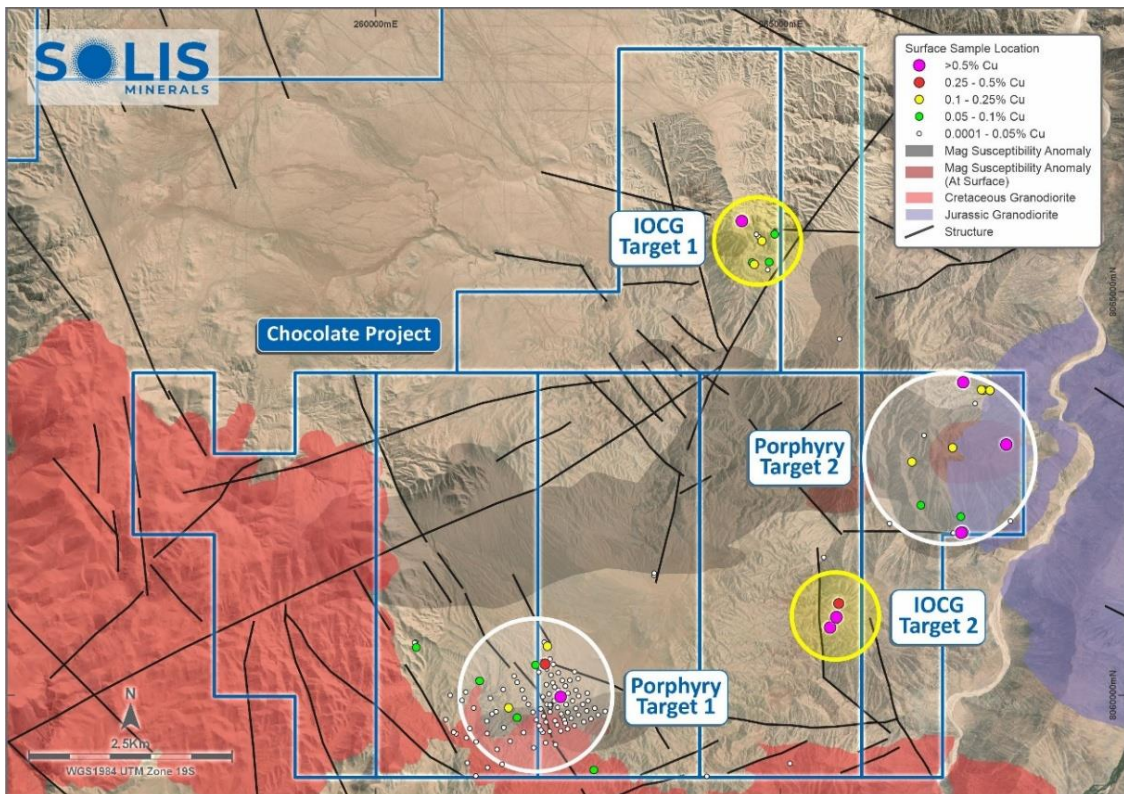 260000mE
265000mE
SOLIS
MINERALS
Surface Sample Location
>0.5% Cu
0.25 - 0.5% Cu
0.1 - 0.25% Cu
0.05 - 0.1% Cu
0.0001 - 0.05% Cu
Mag Susceptibility Anomaly
Mag Susceptibility Anomaly
(At Surface)
Cretaceous Granodiorite
Jurassic Granodiorite
Structure
IOCG
Target 1
8065000mN
Chocolate Project
Porphyry
Target 2
IOCG
Target 2
Porphyry
Target 1
8060000mN
N
2.5Km
WGS1984 UTM Zone 19S